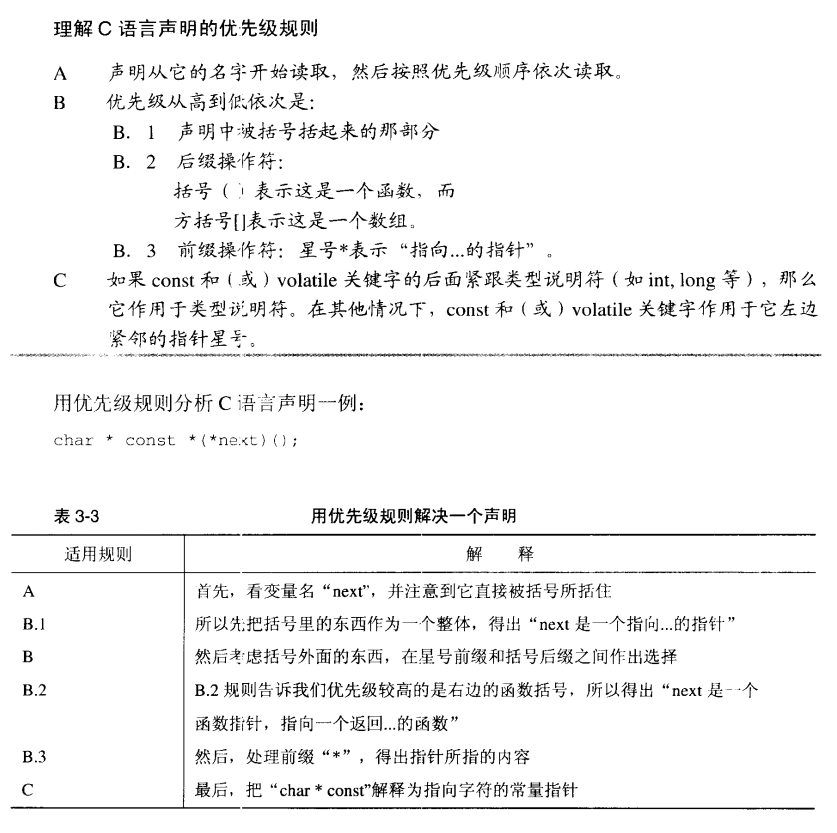 理解 C 语言声明的优先级规则
A 声明从它的名字开始读取，然后按照优先级顺序依次读取。
B 优先级从高到低依次是：
B．1 声明中被括号括起来的那部分
B．2 后缀操作符：
括号（ ）表示这是一个函数，而
方括号[]表示这是一个数组。
B．3 前缀操作符：星号*表示“指向...的指针”。
C 如果 const 和（或）volatile 关键字的后面紧跟类型说明符（如 int, long 等），那么
它作用于类型说明符。在其他情况下，const 和（或）volatile 关键字作用于它左边
紧邻的指针星号。
用优先级规则分析 C 语言声明一例：
char * const *(*next)();
表 3-3 用优先级规则解决一个声明
适用规则 解 释
A 首先，看变量名“next”，并注意到它直接被括号所括住
B.1 所以先把括号里的东西作为一个整体，得出“next 是一个指向...的指针”
B 然后考虑括号外面的东西，在星号前缀和括号后缀之间作出选择
B.2 B.2 规则告诉我们优先级较高的是右边的函数括号，所以得出“next 是一个
函数指针，指向一个返回...的函数”
B.3 然后，处理前缀“*”，得出指针所指的内容
C 最后，把“char * const”解释为指向字符的常量指针